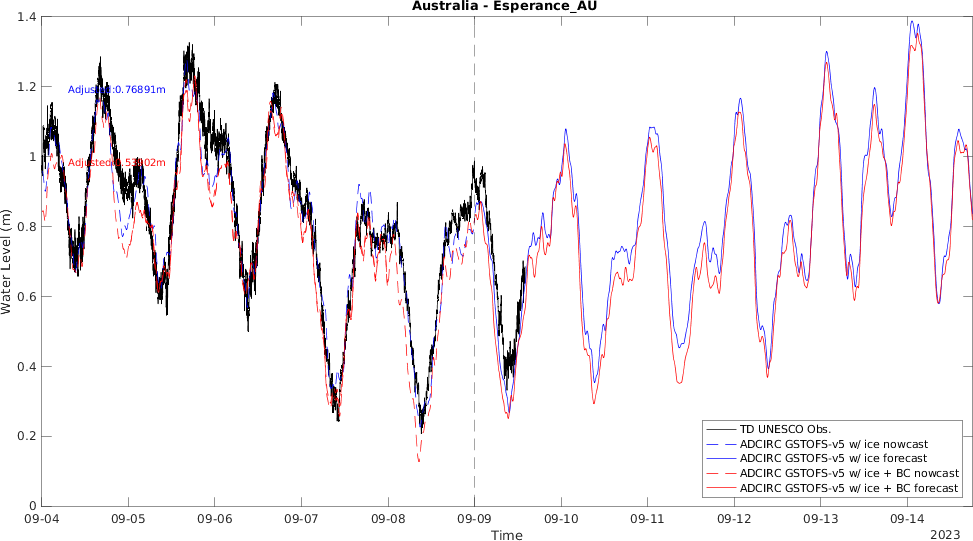 Australia - Esperance_AU
1.4
1.2
1
0.8
0.6
0.4
0.2
0
Water Level (m)
Adjusted:0.76891m
TD UNESCO Obs.
ADCIRC GSTOFS-v5 w/ ice nowcast
ADCIRC GSTOFS-v5 w/ ice forecast
ADCIRC GSTOFS-v5 w/ ice + BC nowcast
ADCIRC GSTOFS-v5 w/ ice + BC forecast
09-04 09-05 09-06 09-07 09-08 09-09 09-10 09-11 09-12 09-13 09-14
Time
2023